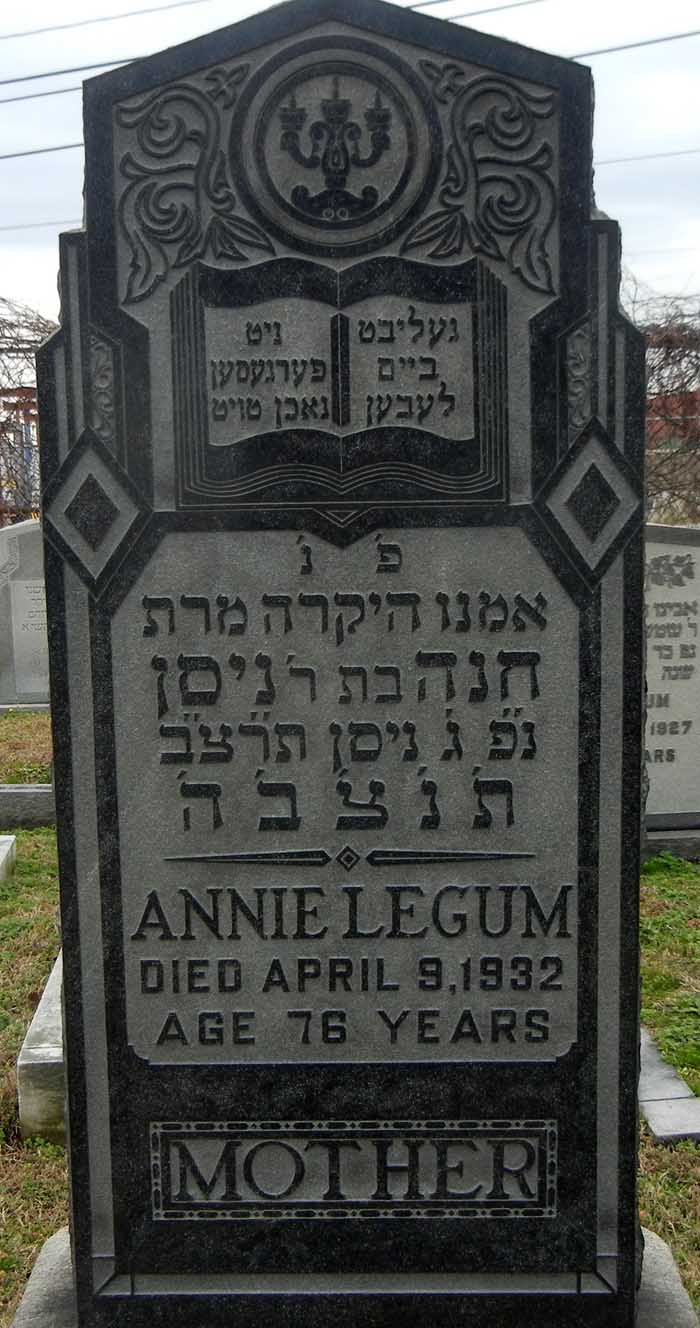 געליבט
ביים
לעבען
ניט
פערגעסען
נאכן טויט
פ׳ נ׳
אמנו היקרה מרת
חנה בת ר׳ ניסן
נ״פ ג׳ ניסן תרצ״ב
ת׳ נ׳ צ׳ ב׳ ה׳
ANNIE LEGUM
DIED APRIL 9, 1932
AGE 76 YEARS
MOTHER
1927